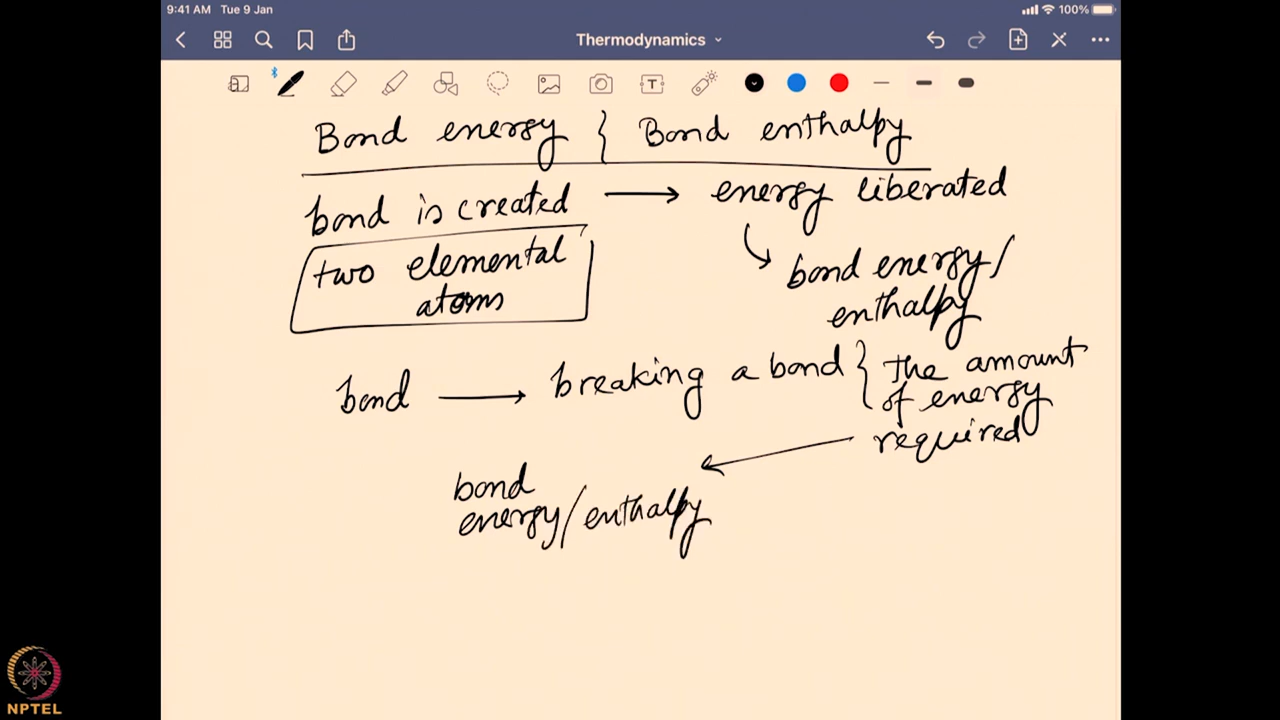 9:41 AM Tue 9 Jan
100%
Thermodynamics
T
Bond energy } Bond enthalpy
bond is created → energy liberated
two elemental
atoms
bond energy/
enthalpy
bond → breaking a bond } the amount
of energy
required
bond
energy/enthalpy
NPTEL